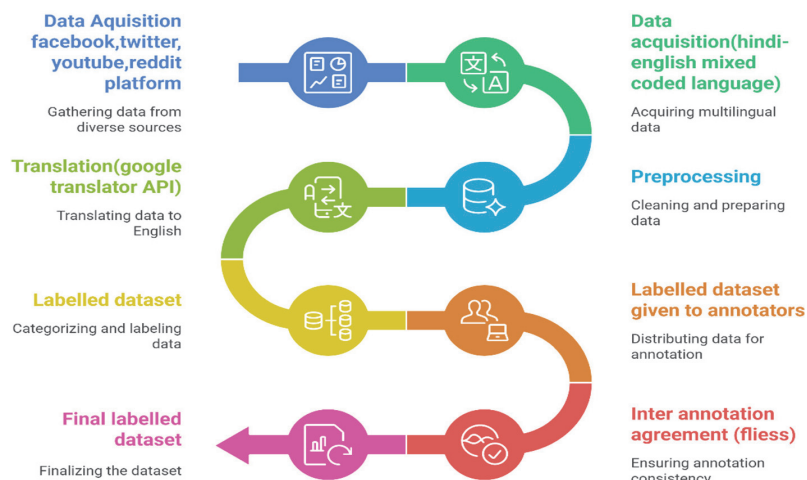 Data Aquisition
facebook,twitter,
youtube,reddit
platform
Gathering data from
diverse sources
Data
acquisition(hindi-
english mixed
coded language)
Acquiring multilingual
data
Preprocessing
Cleaning and preparing
data
Translation(google
translator API)
Translating data to
English
Labelled dataset
Categorizing and labeling
data
Labelled dataset
given to annotators
Distributing data for
annotation
Inter annotation
agreement (fliess)
Ensuring annotation
consistency
Final labelled
dataset
Finalizing the dataset